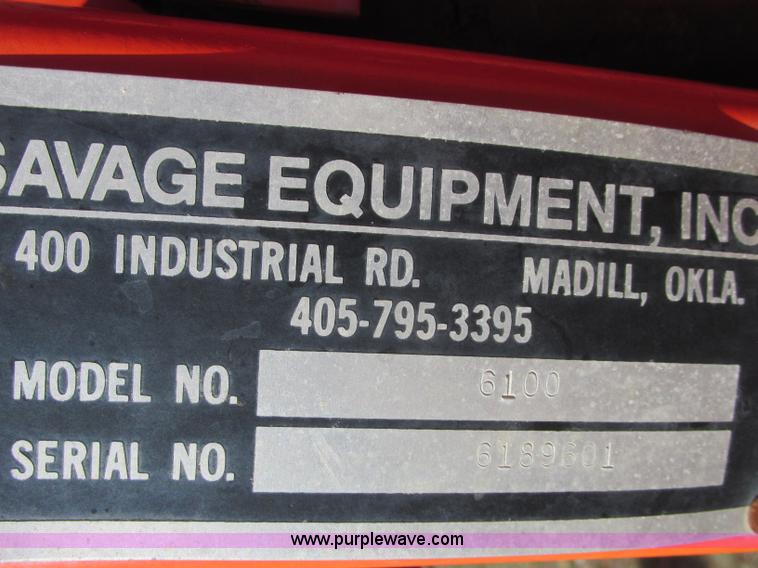 SAVAGE EQUIPMENT, INC
400 INDUSTRIAL RD. MADILL, OKLA.
405-795-3395
MODEL NO. 6100
SERIAL NO. 6189601
www.purplewave.com